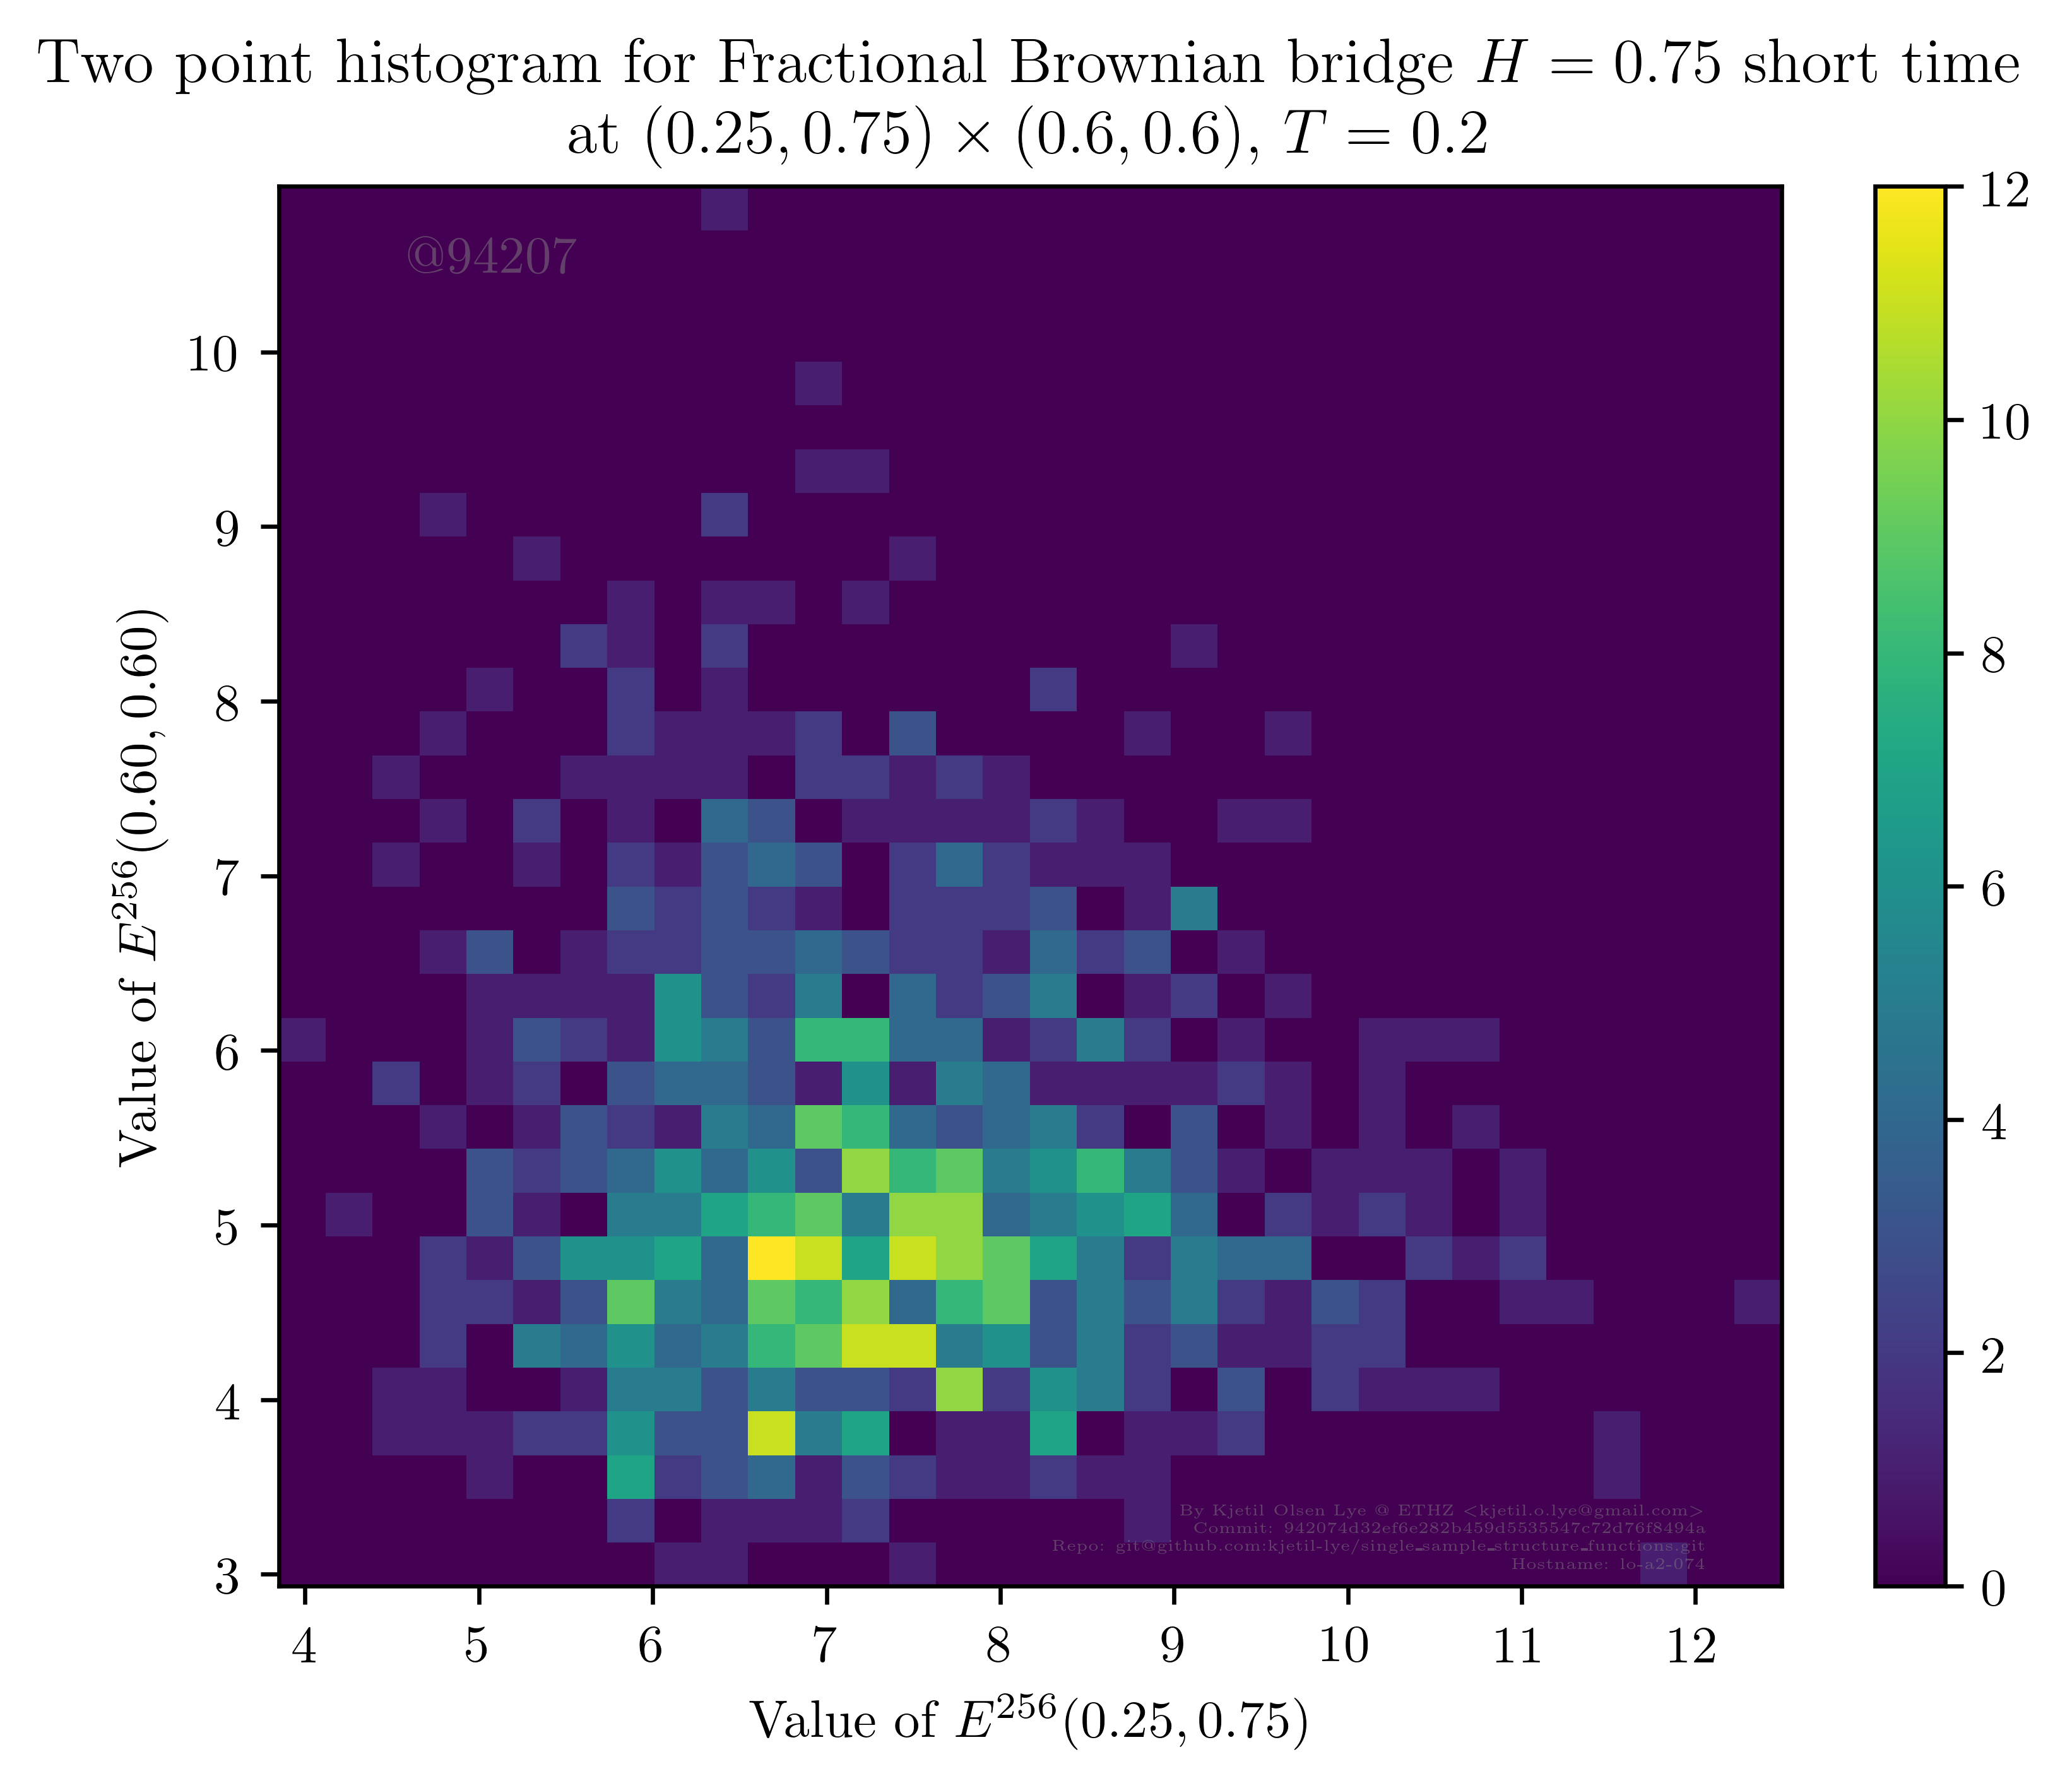 Two point histogram for Fractional Brownian bridge H = 0.75 short time
at (0.25, 0.75) × (0.6, 0.6), T = 0.2
@94207
12
10
8
6
4
2
0
10
9
8
7
6
5
4
3
Value of E^256(0.60, 0.60)
By Kjetil Olsen Lye @ ETHZ <kjetil.o.lye@gmail.com>
Commit: 942074d32ef6e282b459d5535547c72d76f8494a
Repo: git@github.com:kjetil-lye/single_sample_structure_functions.git
Hostname: lo-a2-074
4 5 6 7 8 9 10 11 12
Value of E^256(0.25, 0.75)